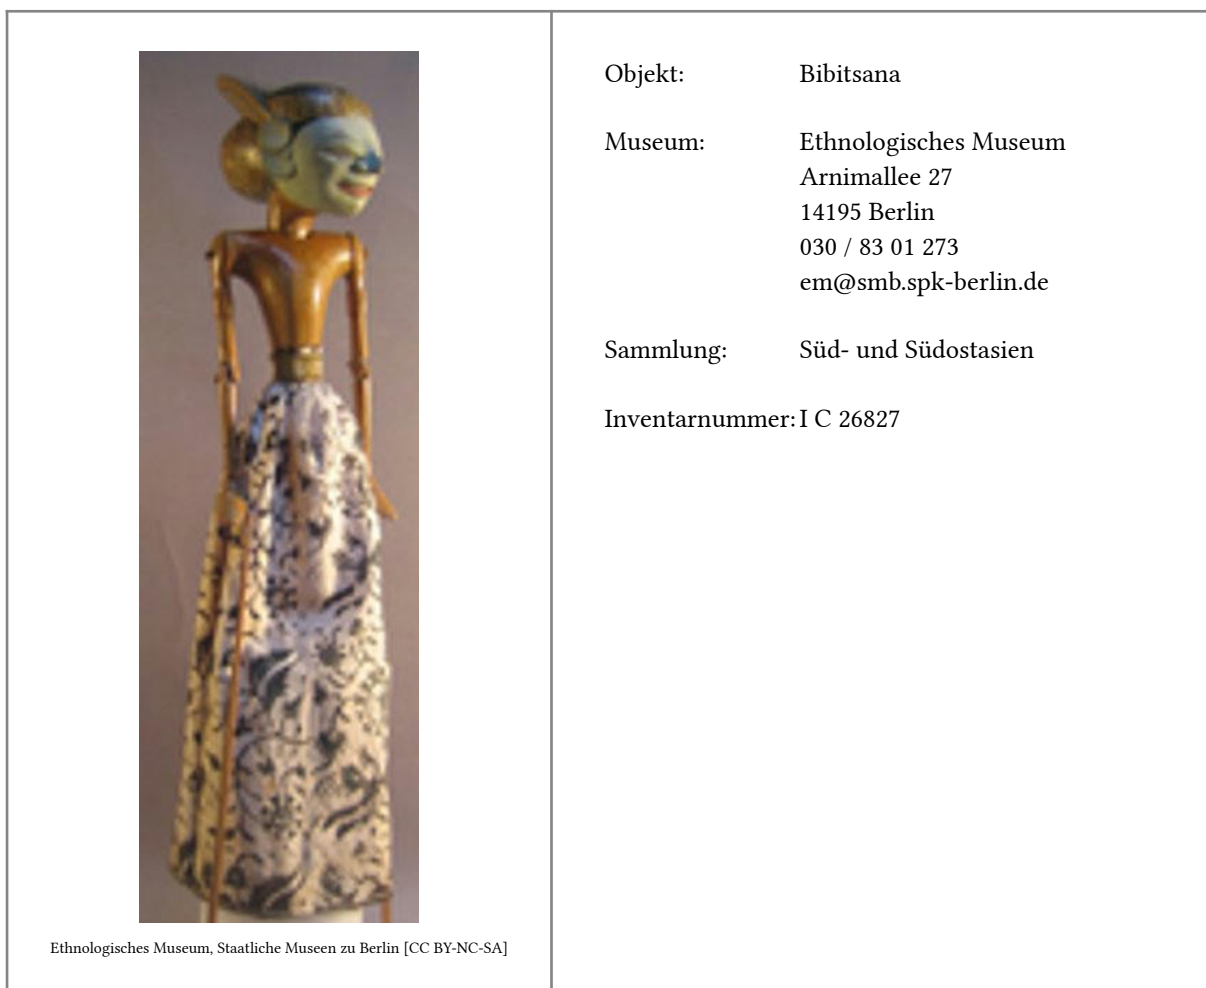 Objekt: Bibitsana
Museum: Ethnologisches Museum
Arnimallee 27
14195 Berlin
030 / 83 01 273
em@smb.spk-berlin.de
Sammlung: Süd- und Südostasien
Inventarnummer: I C 26827
Ethnologisches Museum, Staatliche Museen zu Berlin [CC BY-NC-SA]